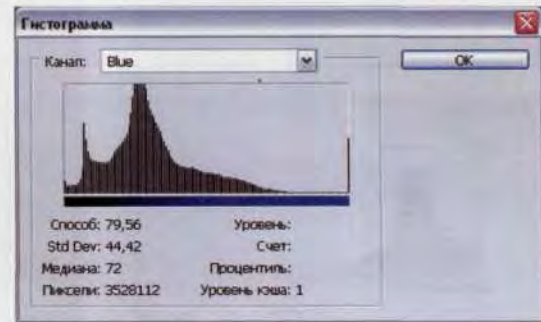 Гистограмма
Канал: Blue
OK
Способ: 79,56 Уровень:
Std Dev: 44,42 Счет:
Медиана: 72 Процентиль:
Пиксели: 3528112 Уровень кэша: 1